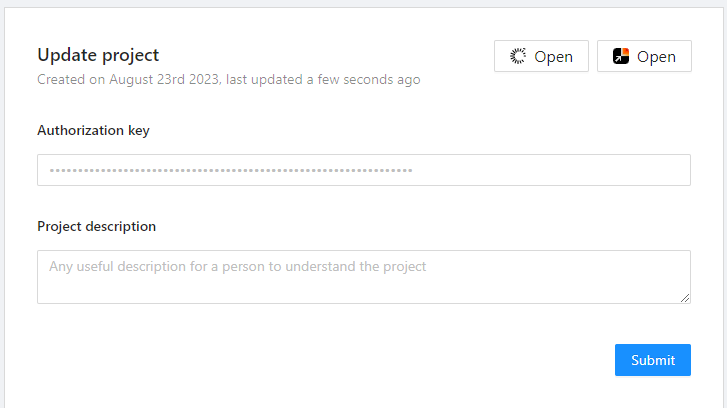 Update project
Open
Open
Created on August 23rd 2023, last updated a few seconds ago
Authorization key
••••••••••••••••••••••••••••••••••••••••••••••••••••••••••••••••
Project description
Any useful description for a person to understand the project
Submit